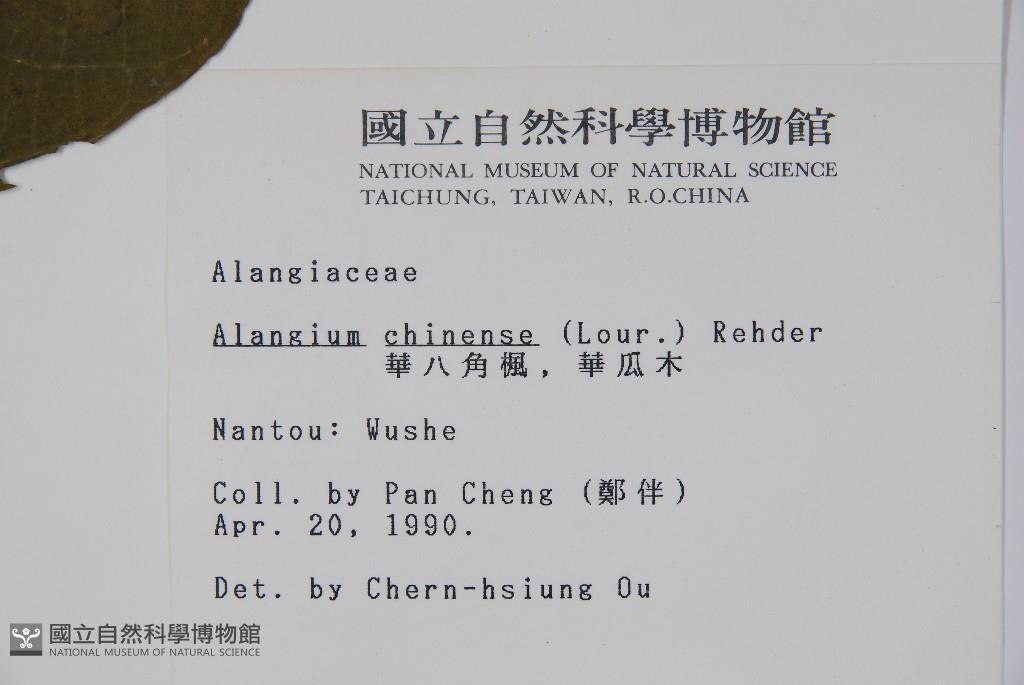 國立自然科學博物館
NATIONAL MUSEUM OF NATURAL SCIENCE
TAICHUNG, TAIWAN, R.O.CHINA
Alangiaceae
Alangium chinense (Lour.) Rehder
華八角楓, 華瓜木
Nantou: Wushe
Coll. by Pan Cheng (鄭伴)
Apr. 20, 1990.
Det. by Chern-hsiung Ou
國立自然科學博物館
NATIONAL MUSEUM OF NATURAL SCIENCE